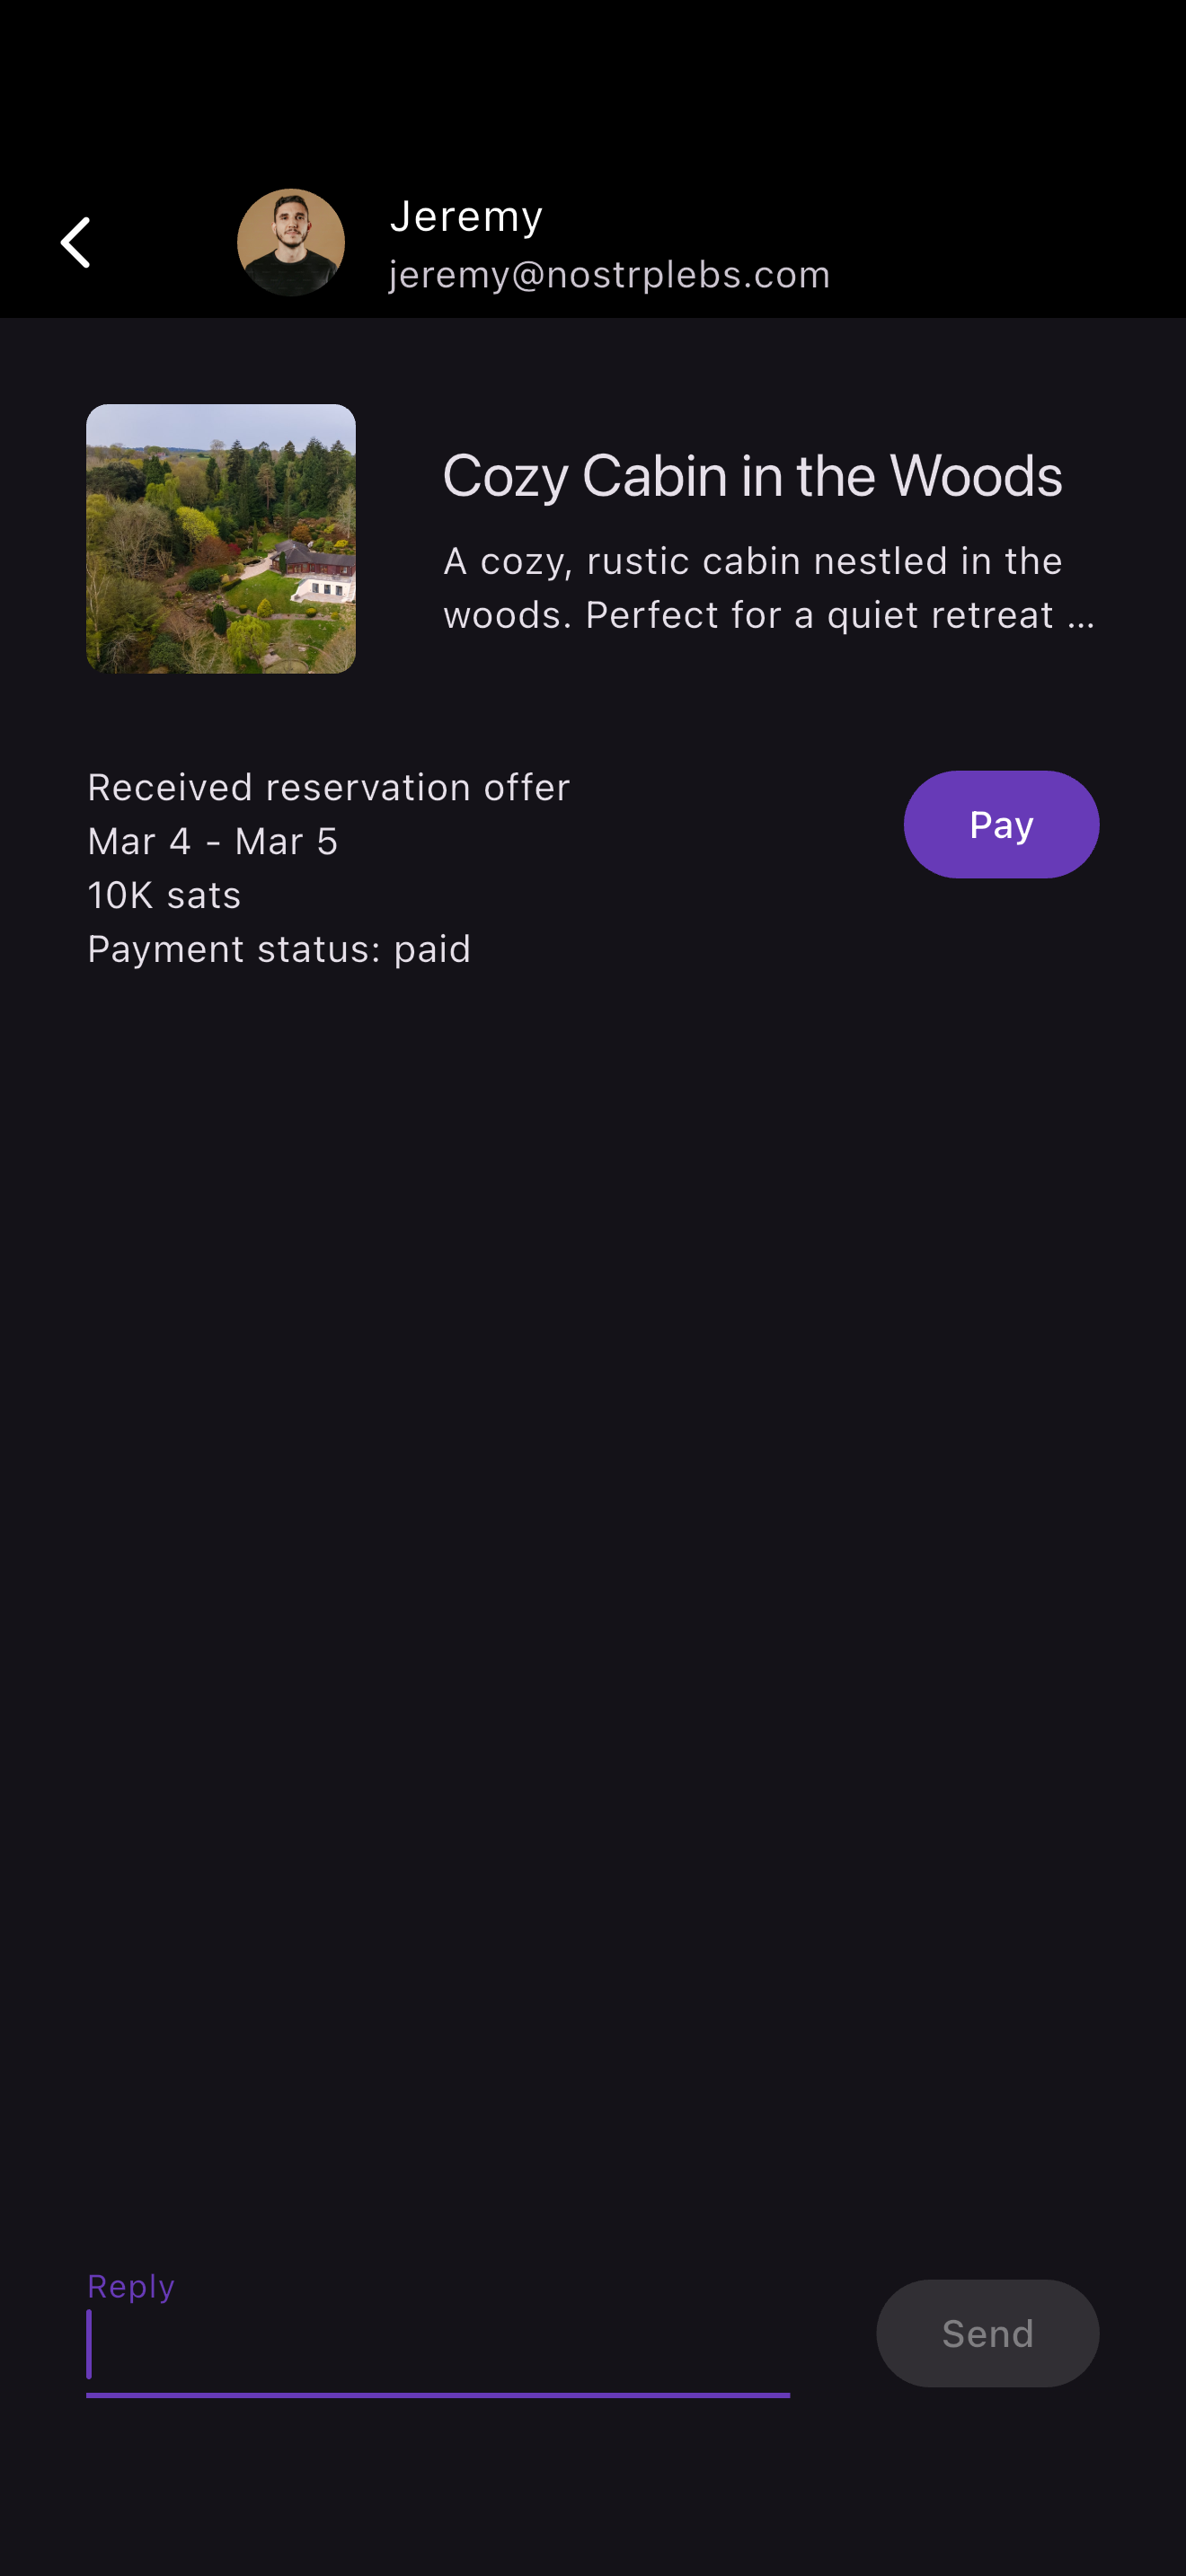 Jeremy
jeremy@nostrplebs.com
Cozy Cabin in the Woods
A cozy, rustic cabin nestled in the
woods. Perfect for a quiet retreat ...
Received reservation offer
Mar 4 - Mar 5
10K sats
Payment status: paid
Pay
Reply
Send